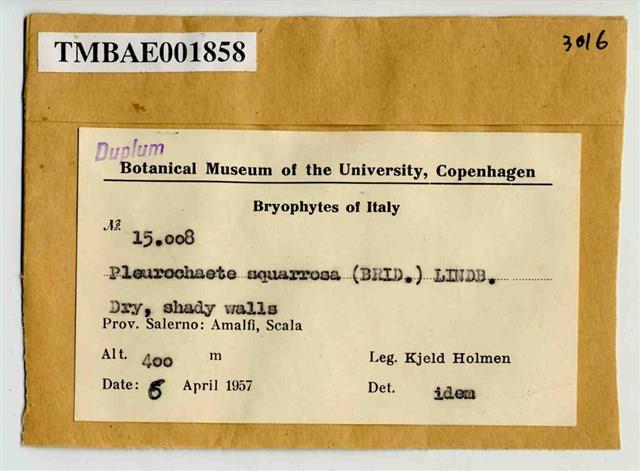 TMBAE001858
3016
Duplum
Botanical Museum of the University, Copenhagen
Bryophytes of Italy
№ 15.008
Pleurochaete squarrosa (BRID.) LINDB.
Dry, shady walls
Prov. Salerno: Amalfi, Scala
Alt. 400 m
Leg. Kjeld Holmen
Date: April 1957
Det. idem